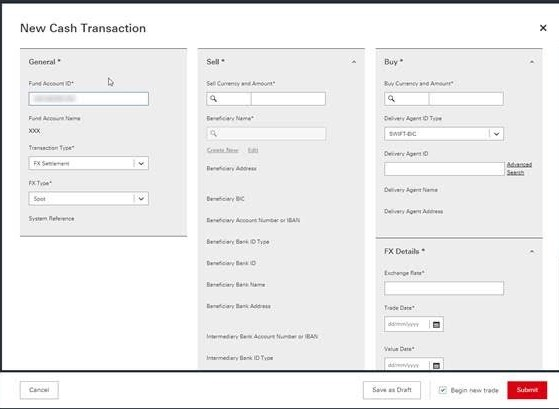 New Cash Transaction
General *
Fund Account ID*
Fund Account Name
XXX
Transaction Type*
FX Settlement
FX Type*
Spot
System Reference
Sell *
Sell Currency and Amount*
Beneficiary Name*
Create New Edit
Beneficiary Address
Beneficiary BIC
Beneficiary Account Number or IBAN
Beneficiary Bank ID Type
Beneficiary Bank ID
Beneficiary Bank Name
Beneficiary Bank Address
Intermediary Bank Account Number or IBAN
Intermediary Bank ID Type
Buy *
Buy Currency and Amount*
Delivery Agent ID Type
SWIFT-BIC
Delivery Agent ID
Advanced
Search
Delivery Agent Name
Delivery Agent Address
FX Details *
Exchange Rate*
Trade Date*
dd/mm/yyyy
Value Date*
dd/mm/yyyy
Cancel
Save as Draft
Begin new trade
Submit